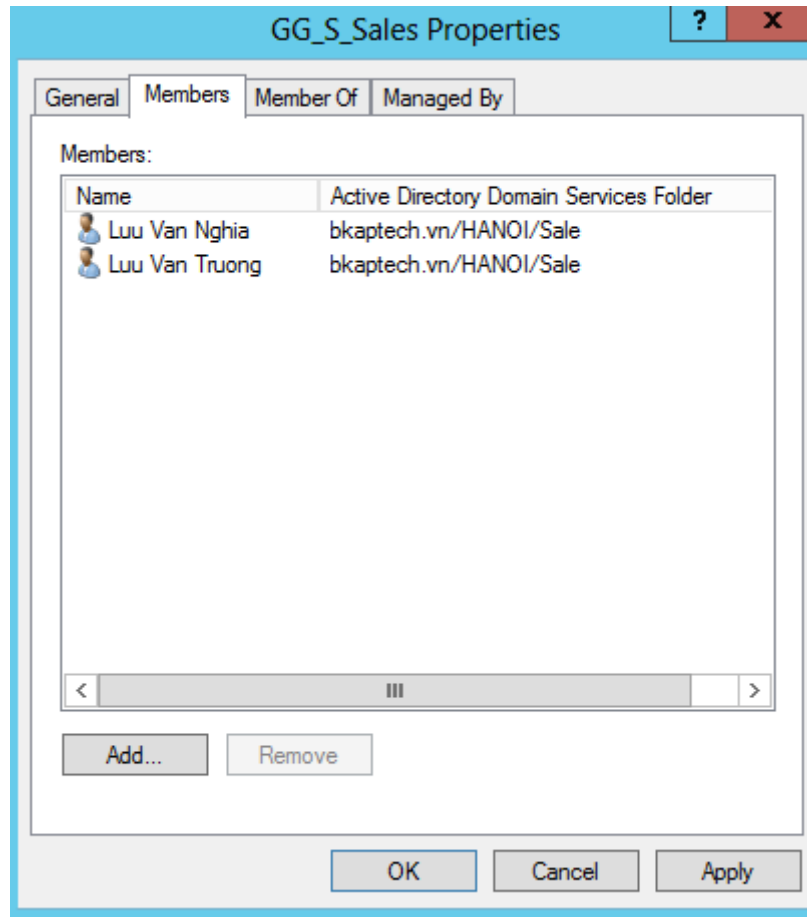 GG_S_Sales Properties ? x
General Members Member Of Managed By
Members:
Name Active Directory Domain Services Folder
Luu Van Nghia bkaptech.vn/HANOI/Sale
Luu Van Truong bkaptech.vn/HANOI/Sale
Add... Remove
OK Cancel Apply